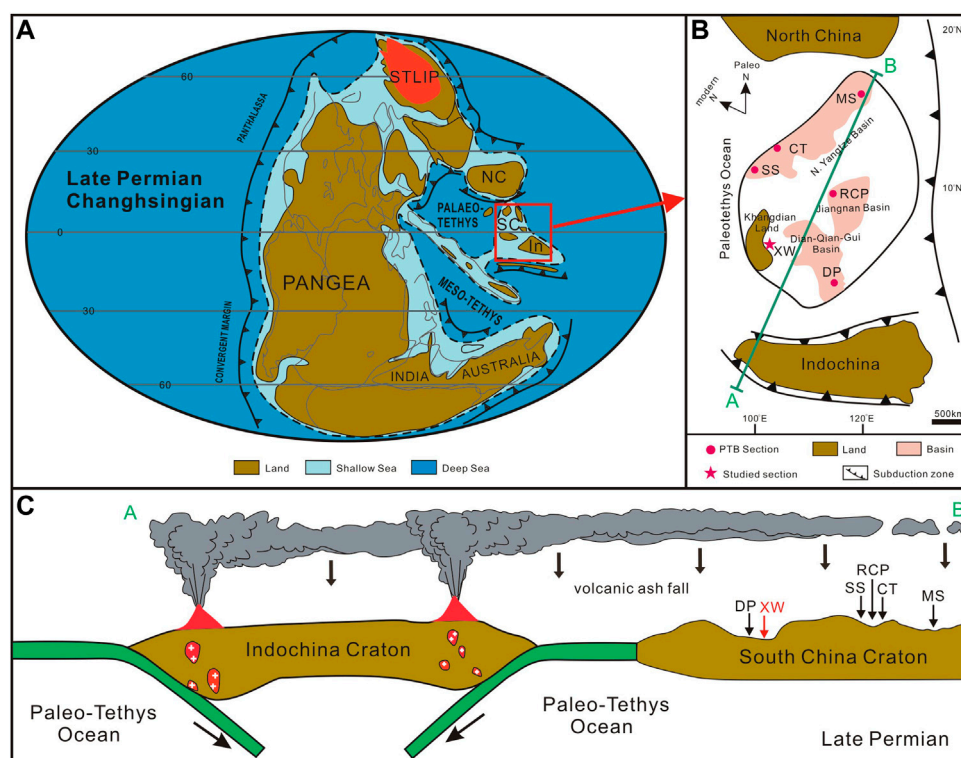 A
60
STLIP
PANTHALASSA
30
NC
Late Permian
Changhsingian
PALAEO-
TETHYS
SC
0
In
PANGEA
MESO-TETHYS
30
CONVERGENT MARGIN
INDIA
AUSTRALIA
60
Land
Shallow Sea
Deep Sea
B
North China
20°N
Paleo
N
modern
N
B
MS
CT
N. Yangtze Basin
SS
Paleotethys Ocean
RCP
10°N
Jiangnan Basin
Khangdian
Land
XW
Dian-Qian-Gui
Basin
DP
Indochina
A
100°E
120°E
500km
PTB Section
Land
Basin
Studied section
Subduction zone
C
A
B
volcanic ash fall
RCP
SS
CT
DP
XW
MS
Indochina Craton
South China Craton
Paleo-Tethys
Ocean
Paleo-Tethys
Ocean
Late Permian